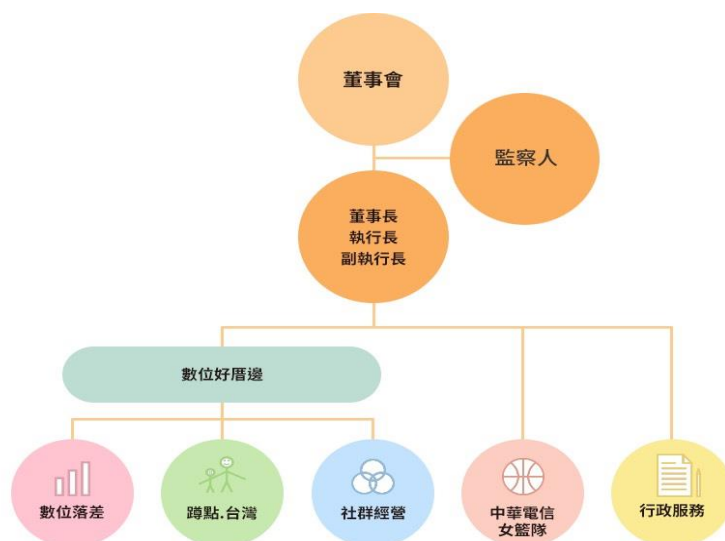 董事會
監察人
董事長
執行長
副執行長
數位好厝邊
數位落差
蹲點.台灣
社群經營
中華電信
女籃隊
行政服務